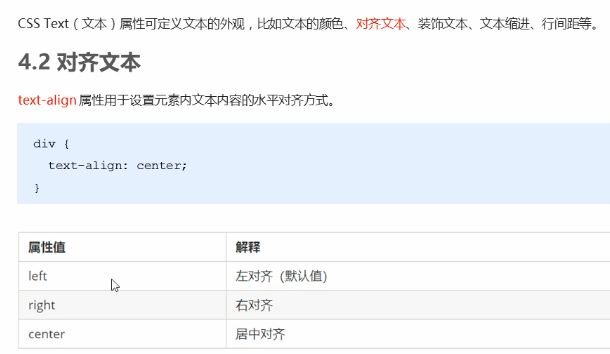 CSS Text（文本）属性可定义文本的外观，比如文本的颜色、对齐文本、装饰文本、文本缩进、行间距等。
4.2 对齐文本
text-align 属性用于设置元素内文本内容的水平对齐方式。
div {
  text-align: center;
}
属性值 解释
left 左对齐（默认值）
right 右对齐
center 居中对齐